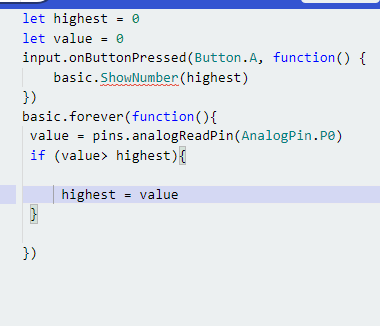 let highest = 0
let value = 0
input.onButtonPressed(Button.A, function() {
    basic.ShowNumber(highest)
})
basic.forever(function(){
 value = pins.analogReadPin(AnalogPin.P0)
 if (value> highest){
  highest = value
 }
})